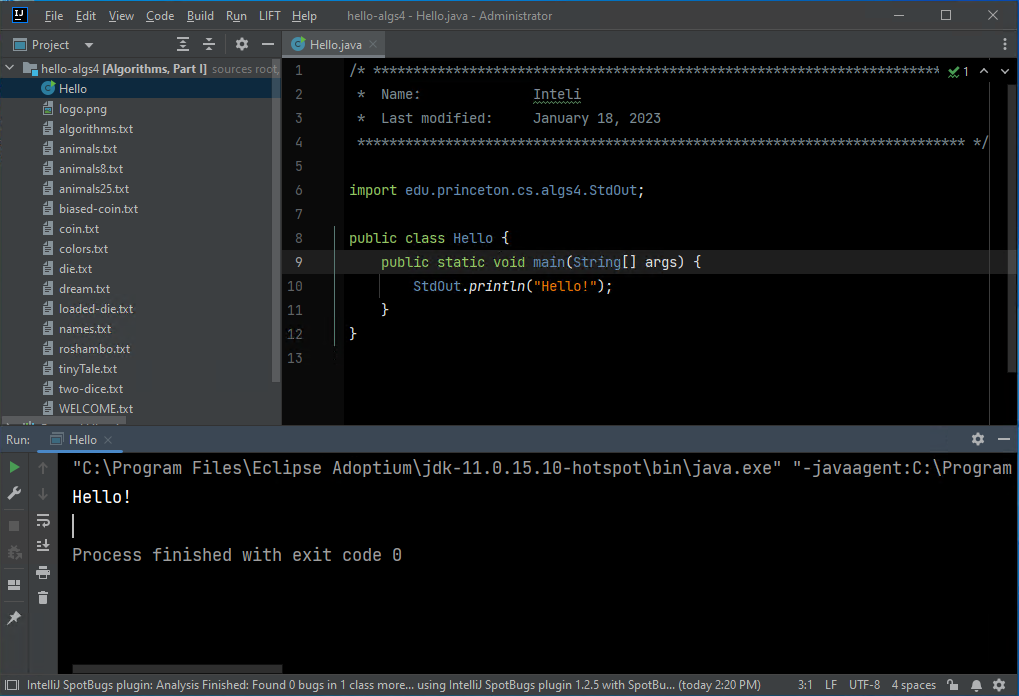 File Edit View Code Build Run LIFT Help hello-algs4 - Hello.java - Administrator
Project
Hello.java
hello-algs4 [Algorithms, Part I] sources root,
Hello
logo.png
algorithms.txt
animals.txt
animals8.txt
animals25.txt
biased-coin.txt
coin.txt
colors.txt
die.txt
dream.txt
loaded-die.txt
names.txt
roshambo.txt
tinyTale.txt
two-dice.txt
WELCOME.txt
1 /* ***********************************************************************
1
2 * Name: Inteli
3 * Last modified: January 18, 2023
4 **************************************************************************** */
5
6 import edu.princeton.cs.algs4.StdOut;
7
8 public class Hello {
9 public static void main(String[] args) {
10 StdOut.println("Hello!");
11 }
12 }
13
Run: Hello
"C:\Program Files\Eclipse Adoptium\jdk-11.0.15.10-hotspot\bin\java.exe" "-javaagent:C:\Program
Hello!
Process finished with exit code 0
IntelliJ SpotBugs plugin: Analysis Finished: Found 0 bugs in 1 class more... using IntelliJ SpotBugs plugin 1.2.5 with SpotBu... (today 2:20 PM) 3:1 LF UTF-8 4 spaces